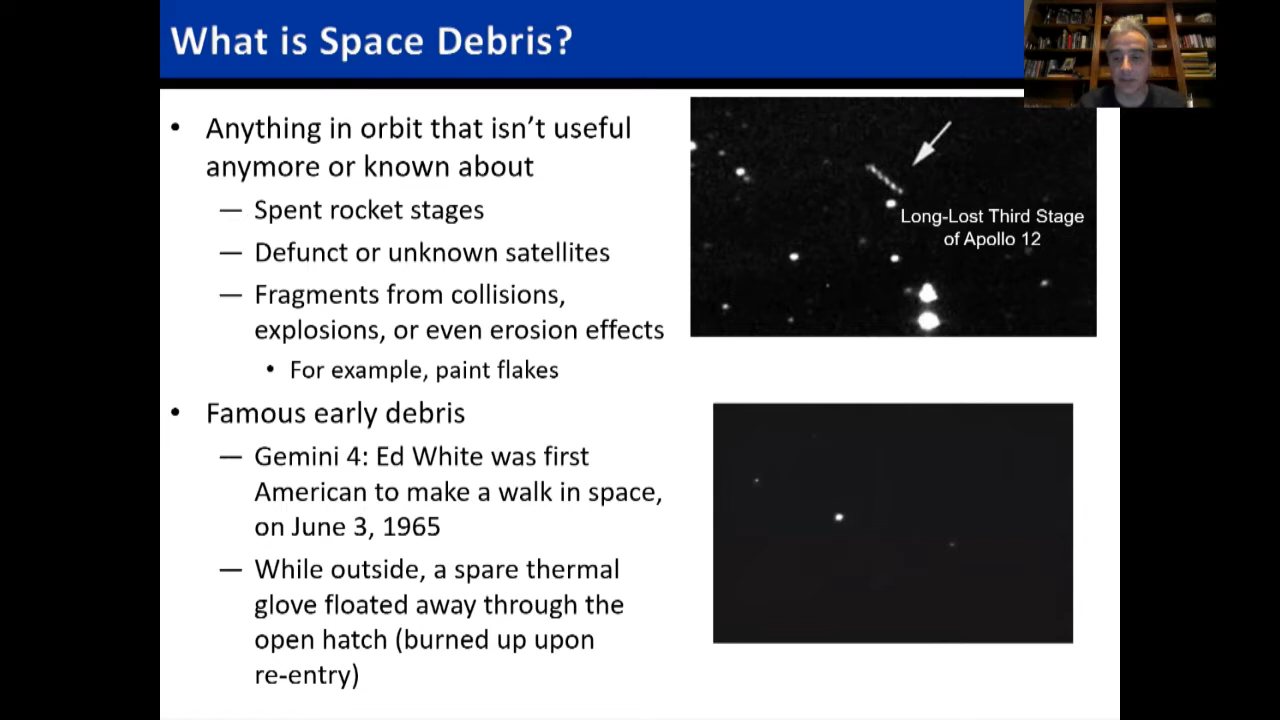 What is Space Debris?
• Anything in orbit that isn’t useful
anymore or known about
— Spent rocket stages
— Defunct or unknown satellites
— Fragments from collisions,
explosions, or even erosion effects
• For example, paint flakes
• Famous early debris
— Gemini 4: Ed White was first
American to make a walk in space,
on June 3, 1965
— While outside, a spare thermal
glove floated away through the
open hatch (burned up upon
re-entry)
Long-Lost Third Stage
of Apollo 12